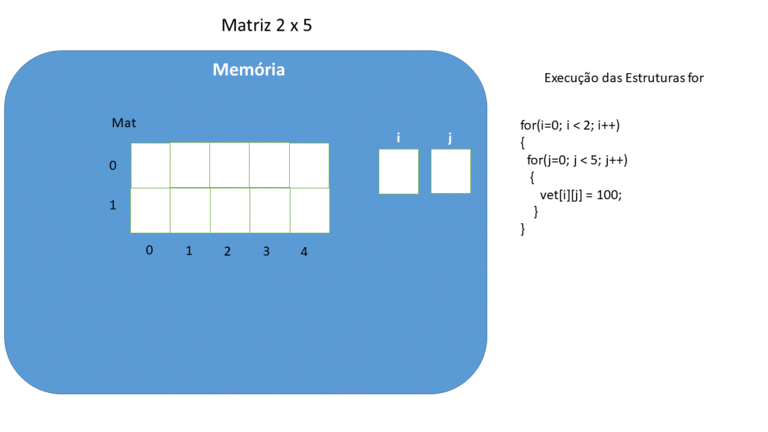 Matriz 2 x 5
Memória
Execução das Estruturas for
Mat
i j
0
1
0 1 2 3 4
for(i=0; i < 2; i++)
{
for(j=0; j < 5; j++)
{
vet[i][j] = 100;
}
}